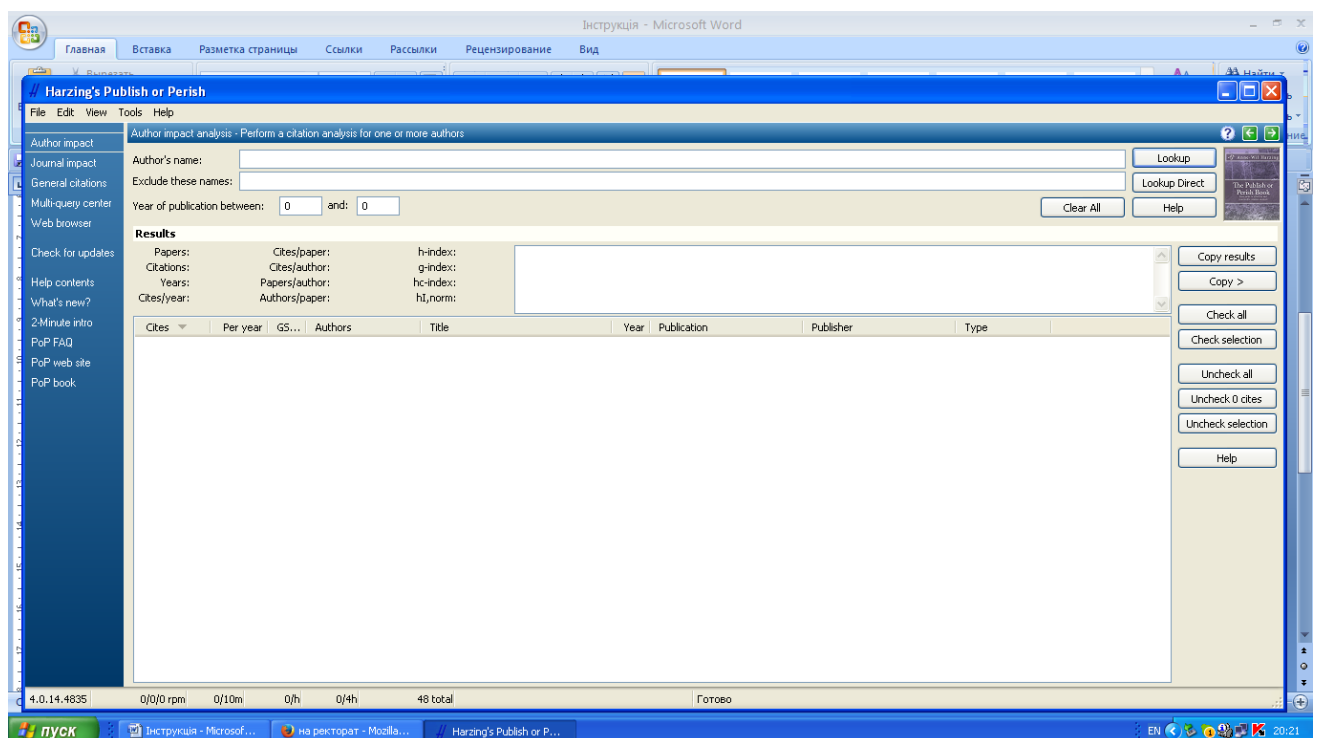 Інструкція - Microsoft Word
Главная Вставка Разметка страницы Ссылки Рассылки Рецензирование Вид
Harzing's Publish or Perish
File Edit View Tools Help
Author impact
Journal impact
General citations
Multi-query center
Web browser
Check for updates
Help contents
What's new?
2-Minute intro
PoP FAQ
PoP web site
PoP book
Author impact analysis - Perform a citation analysis for one or more authors
Author's name: Lookup
Exclude these names: Lookup Direct
Year of publication between: 0 and: 0 Clear All Help
The Publish or
Perish Book
Results
Papers: Cites/paper: h-index:
Citations: Cites/author: g-index:
Years: Papers/author: hc-index:
Cites/year: Authors/paper: hI,norm:
Cites Per year GS... Authors Title Year Publication Publisher Type
Copy results
Copy >
Check all
Check selection
Uncheck all
Uncheck 0 cites
Uncheck selection
Help
4.0.14.4835 0/0/0 rpm 0/10m 0/h 0/4h 48 total Готово
пуск Інструкція - Microsof... на ректорат - Mozilla... Harzing's Publish or P... EN 20:21